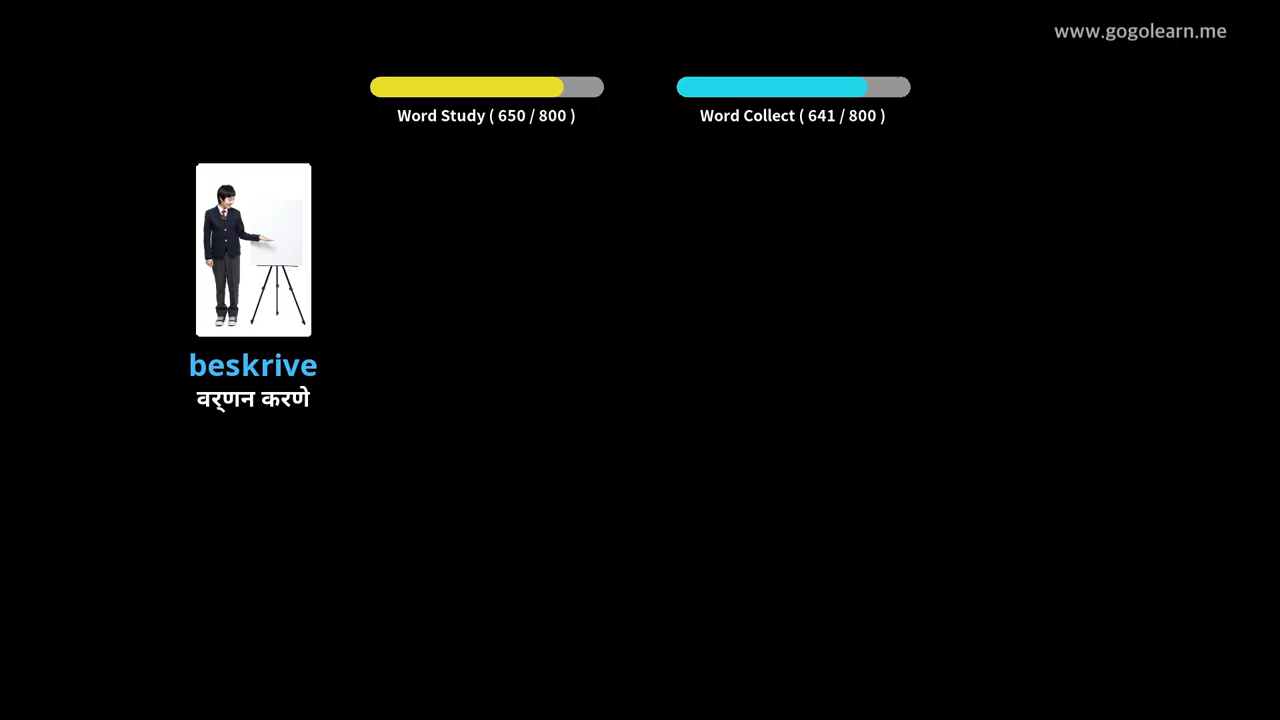 www.gogolearn.me
Word Study ( 650 / 800 )
Word Collect ( 641 / 800 )
beskrive
वर्‌णन करणे